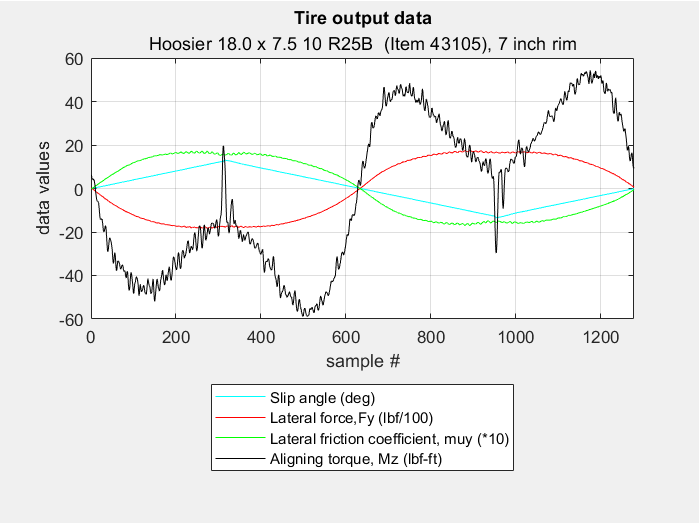 Tire output data
Hoosier 18.0 x 7.5 10 R25B (Item 43105), 7 inch rim
60
40
20
0
-20
-40
-60
data values
0 200 400 600 800 1000 1200
sample #
Slip angle (deg)
Lateral force,Fy (lbf/100)
Lateral friction coefficient, muy (*10)
Aligning torque, Mz (lbf-ft)